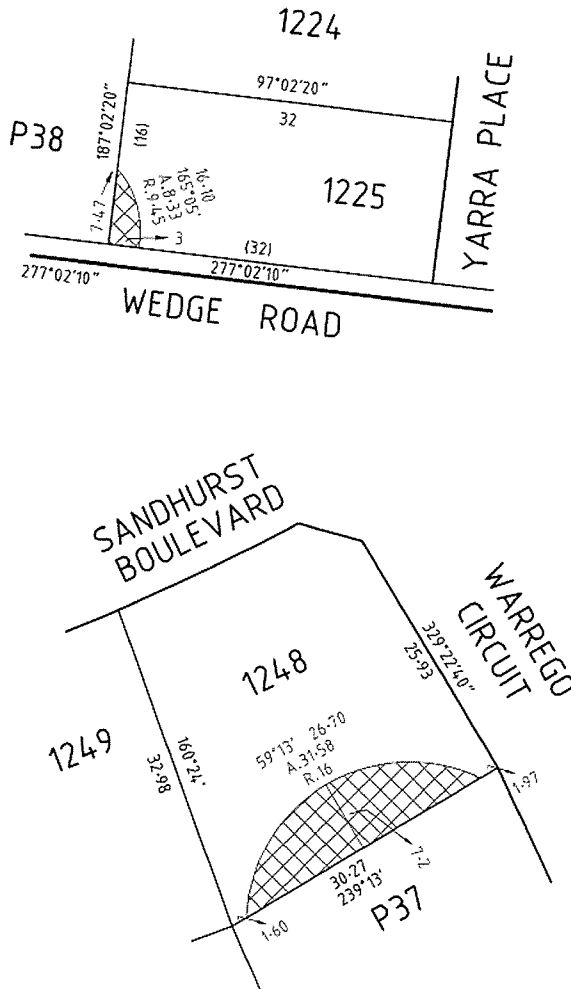 1224
97°02'20"
32
P38
187°02'20"
(16)
16·10
165°05'
A.8·33
R.9·45
7·47
3
1225
YARRA PLACE
(32)
277°02'10"
277°02'10"
WEDGE ROAD
SANDHURST
BOULEVARD
WARREGO
CIRCUIT
329°22'40"
25·93
1248
1249
160°24'
32·98
59°13' 26·70
A.31·58
R.16
1·97
7·2
30·27
239°13'
P37
1·60